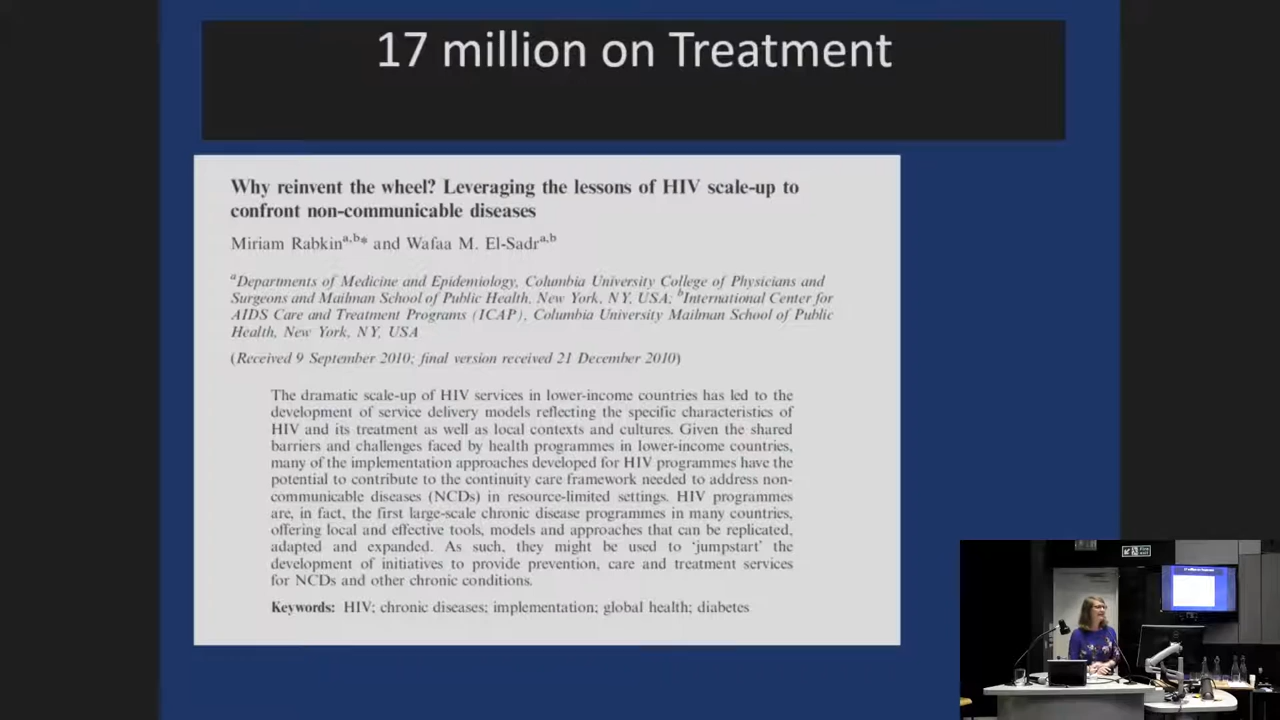 17 million on Treatment
Why reinvent the wheel? Leveraging the lessons of HIV scale-up to
confront non-communicable diseases
Miriam Rabkina,b* and Wafaa M. El-Sadra,b
aDepartments of Medicine and Epidemiology, Columbia University College of Physicians and
Surgeons and Mailman School of Public Health, New York, NY, USA; bInternational Center for
AIDS Care and Treatment Programs (ICAP), Columbia University Mailman School of Public
Health, New York, NY, USA
(Received 9 September 2010; final version received 21 December 2010)
The dramatic scale-up of HIV services in lower-income countries has led to the
development of service delivery models reflecting the specific characteristics of
HIV and its treatment as well as local contexts and cultures. Given the shared
barriers and challenges faced by health programmes in lower-income countries,
many of the implementation approaches developed for HIV programmes have the
potential to contribute to the continuity care framework needed to address non-
communicable diseases (NCDs) in resource-limited settings. HIV programmes
are, in fact, the first large-scale chronic disease programmes in many countries,
offering local and effective tools, models and approaches that can be replicated,
adapted and expanded. As such, they might be used to 'jumpstart' the
development of initiatives to provide prevention, care and treatment services
for NCDs and other chronic conditions.
Keywords: HIV; chronic diseases; implementation; global health; diabetes
17 million on Treatment